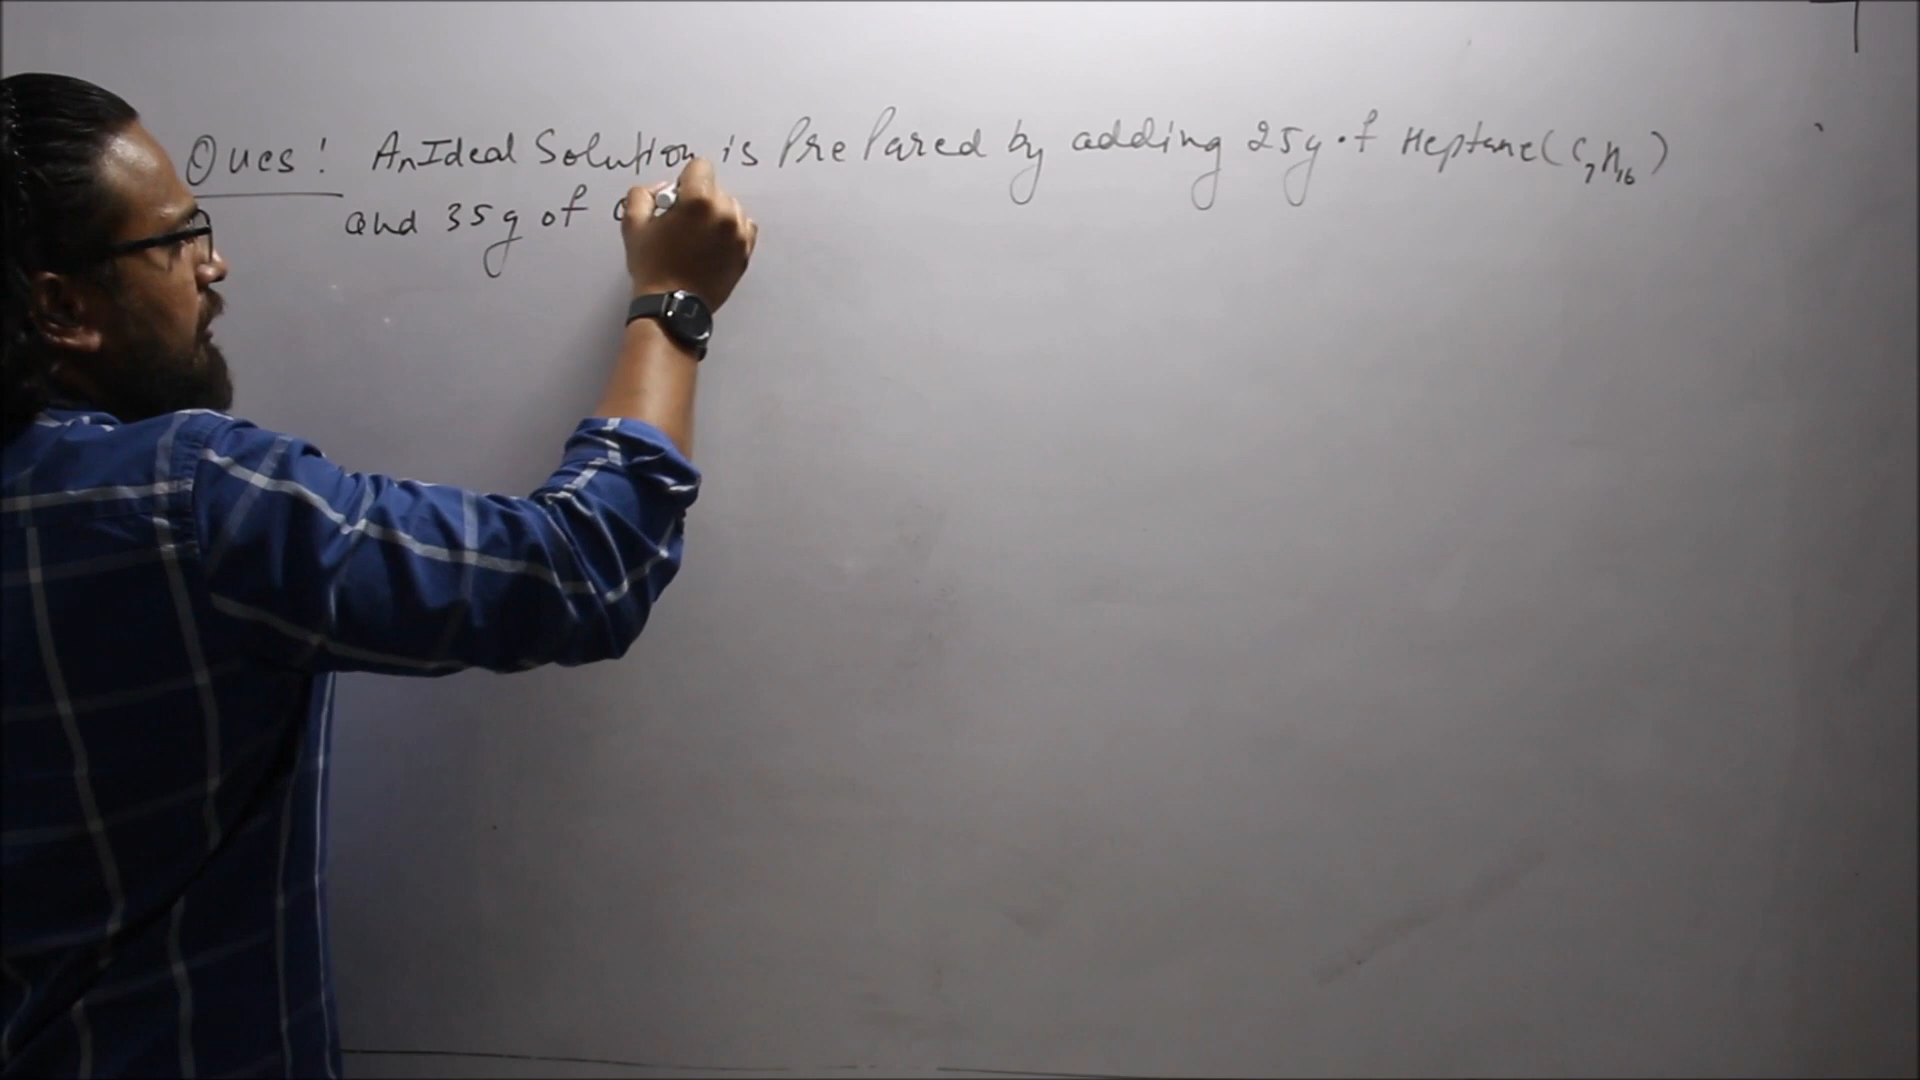 Ques! An Ideal Solution is Prepared by adding 25g of Heptane (C₇H₁₆)
and 35g of